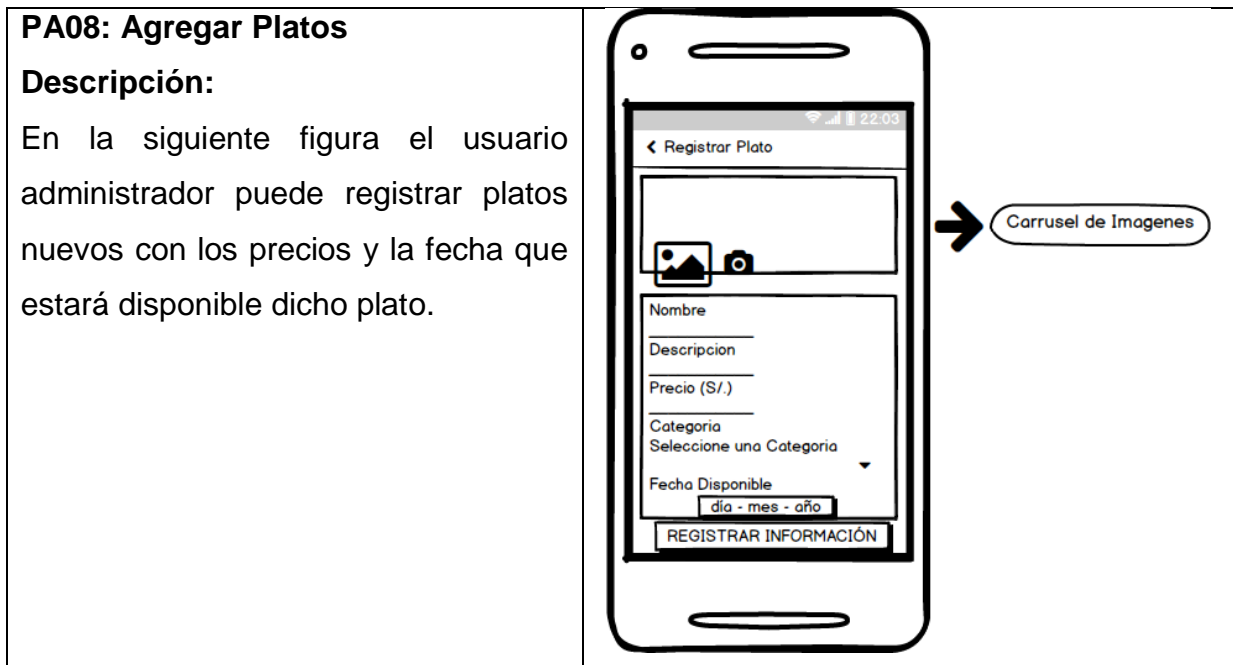 PA08: Agregar Platos
Descripción:
En la siguiente figura el usuario
administrador puede registrar platos
nuevos con los precios y la fecha que
estará disponible dicho plato.
22:03
Registrar Plato
Carrusel de Imagenes
Nombre
Descripcion
Precio (S/.)
Categoria
Seleccione una Categoria
Fecha Disponible
día - mes - año
REGISTRAR INFORMACIÓN